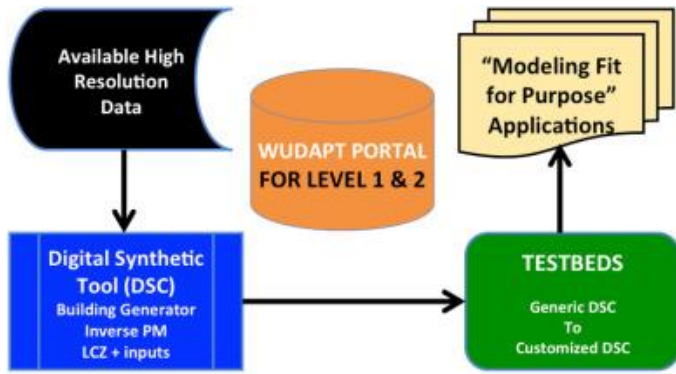 Available High
Resolution
Data
WUDAPT PORTAL
FOR LEVEL 1 & 2
“Modeling Fit
for Purpose”
Applications
Digital Synthetic
Tool (DSC)
Building Generator
Inverse PM
LCZ + inputs
TESTBEDS
Generic DSC
To
Customized DSC